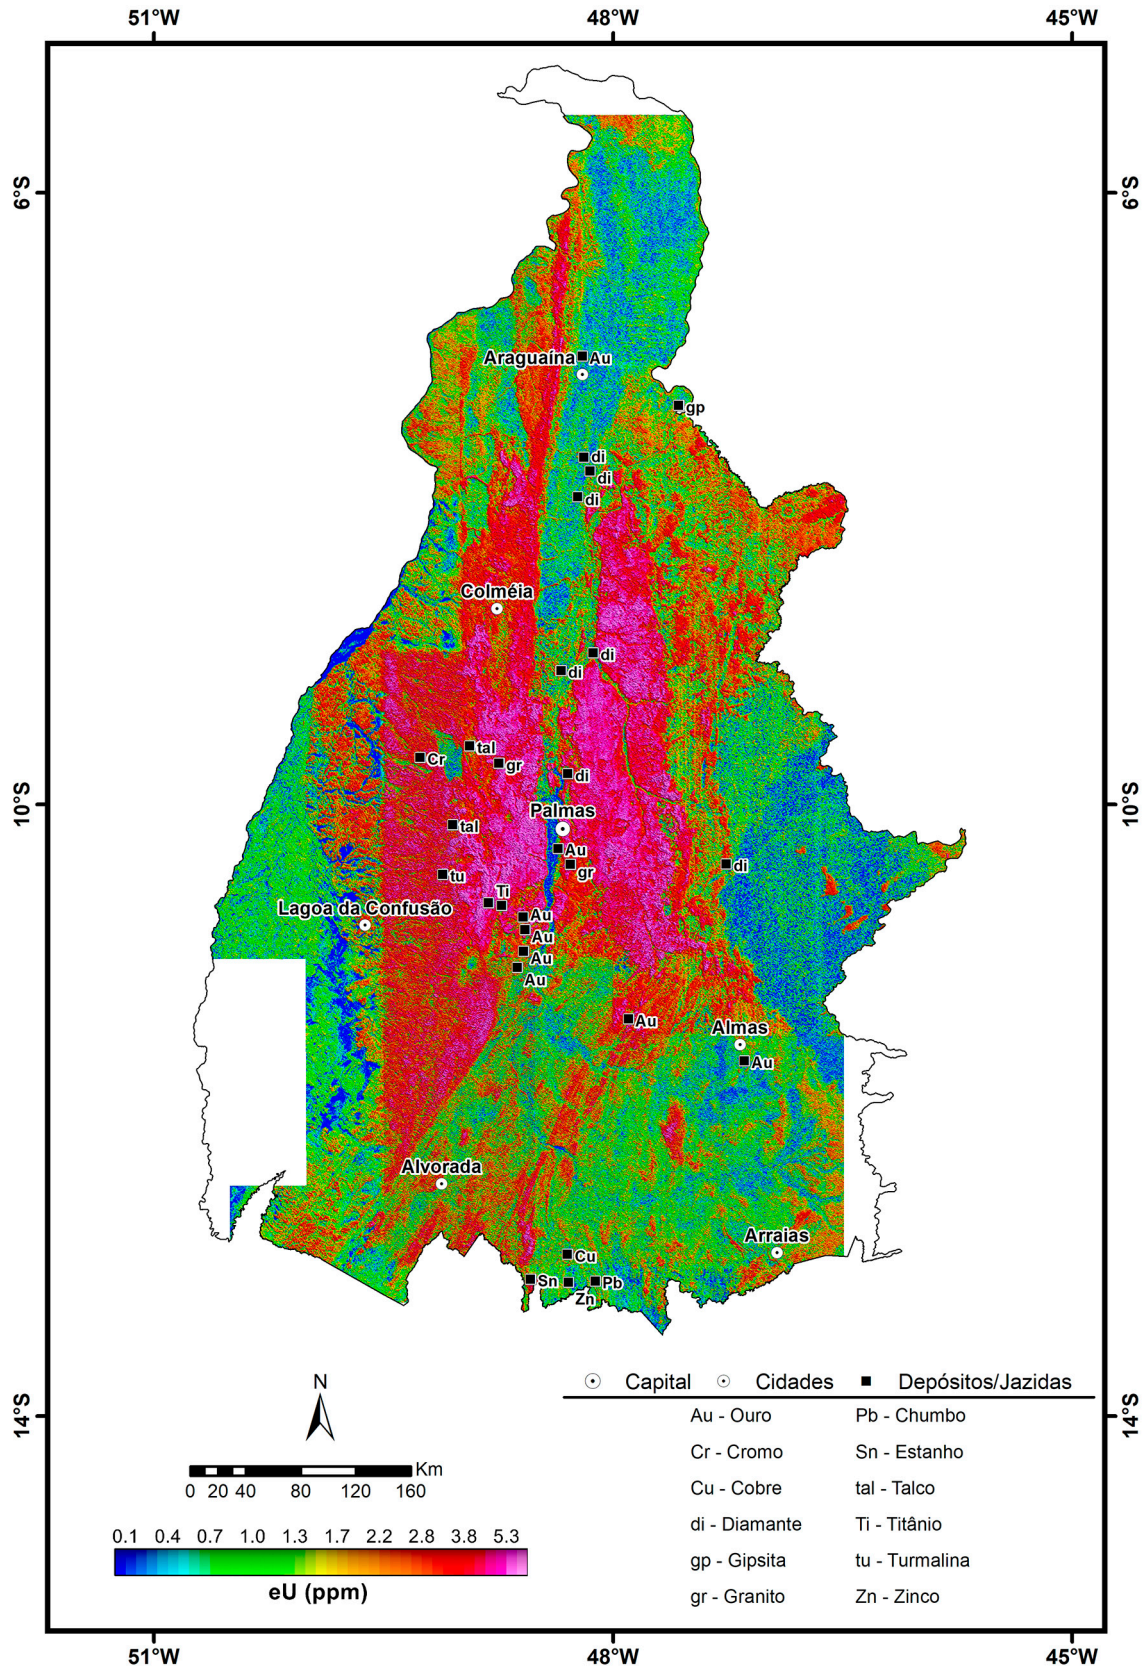 51°W 48°W 45°W
6°S 6°S
Araguaína Au
gp
di
di
di
Colméia
di
di
tal
Cr
gr
di
10°S 10°S
Palmas
tal
Au
di
gr
tu
Ti
Lagoa da Confusão
Au
Au
Au
Au
Au
Almas
Au
Alvorada
Arraias
Cu
Sn
Pb
Zn
N
Capital Cidades Depósitos/Jazidas
14°S 14°S
Au - Ouro Pb - Chumbo
Cr - Cromo Sn - Estanho
Km
0 20 40 80 120 160
Cu - Cobre tal - Talco
di - Diamante Ti - Titânio
0.1 0.4 0.7 1.0 1.3 1.7 2.2 2.8 3.8 5.3
gp - Gipsita tu - Turmalina
eU (ppm)
gr - Granito Zn - Zinco
51°W 48°W 45°W